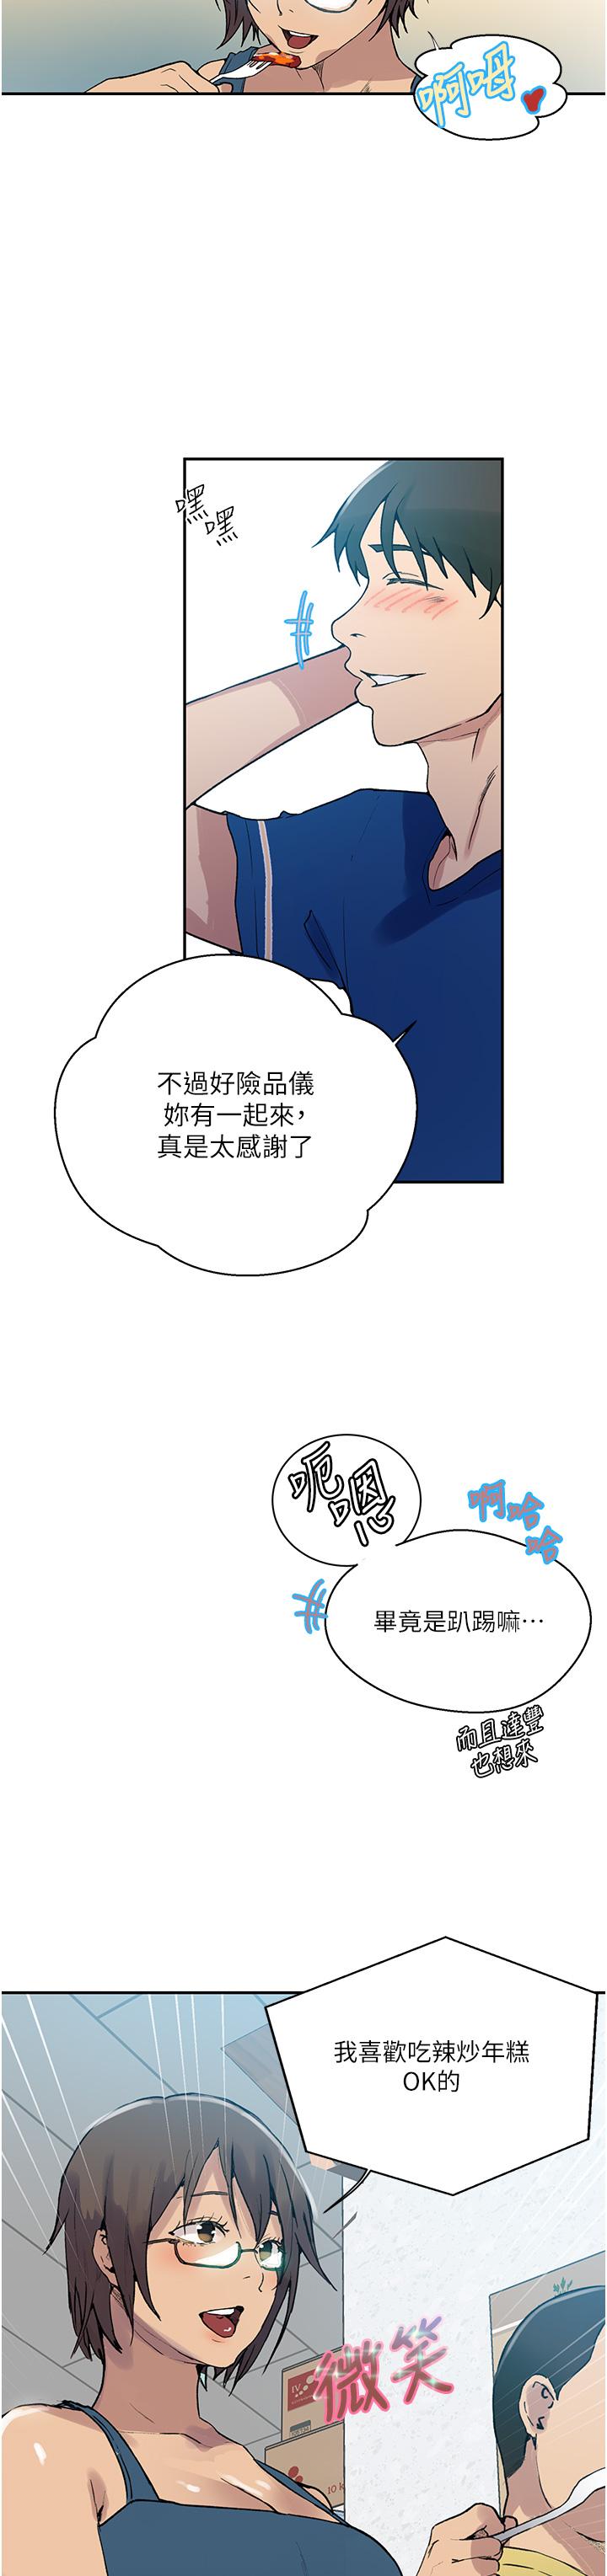 啊呣
嘿
嘿
不過好險品儀
妳有一起來，
真是太感謝了
呃
嗯
啊哈
哈
畢竟是趴踢嘛…
而且達豐
也想來
我喜歡吃辣炒年糕
OK的
微笑
10 k